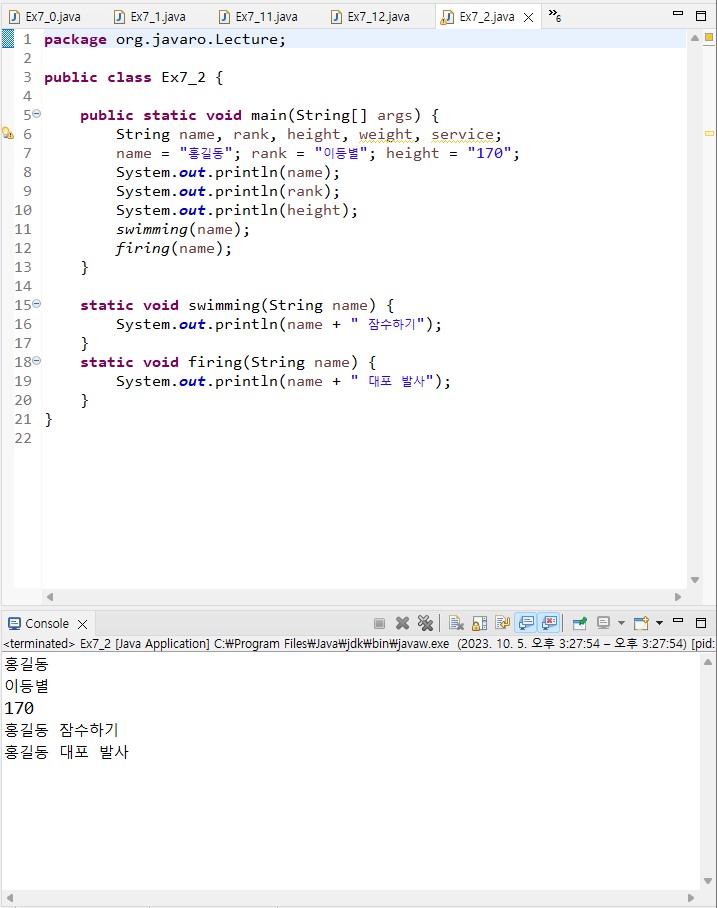 Ex7_0.java Ex7_1.java Ex7_11.java Ex7_12.java Ex7_2.java »6
1 package org.javaro.Lecture;
2
3 public class Ex7_2 {
4
5 public static void main(String[] args) {
6 String name, rank, height, weight, service;
7 name = "홍길동"; rank = "이등별"; height = "170";
8 System.out.println(name);
9 System.out.println(rank);
10 System.out.println(height);
11 swimming(name);
12 firing(name);
13 }
14
15 static void swimming(String name) {
16 System.out.println(name + " 잠수하기");
17 }
18 static void firing(String name) {
19 System.out.println(name + " 대포 발사");
20 }
21 }
22
Console
<terminated> Ex7_2 [Java Application] C:₩Program Files₩Java₩jdk₩bin₩javaw.exe (2023. 10. 5. 오후 3:27:54 – 오후 3:27:54) [pid:
홍길동
이등별
170
홍길동 잠수하기
홍길동 대포 발사